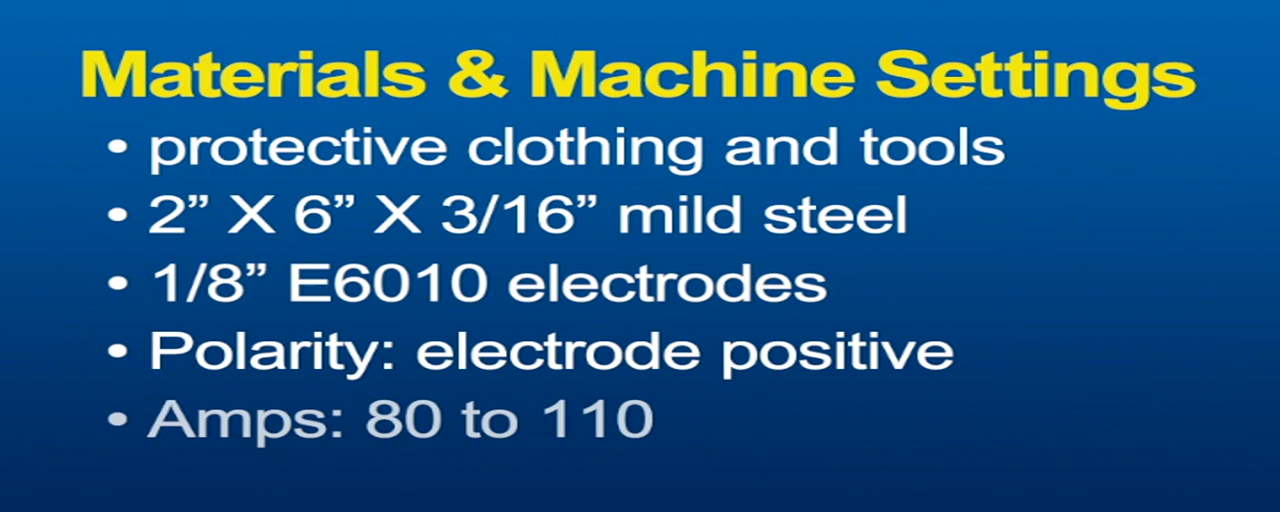 Materials & Machine Settings
• protective clothing and tools
• 2” X 6” X 3/16” mild steel
• 1/8” E6010 electrodes
• Polarity: electrode positive
• Amps: 80 to 110